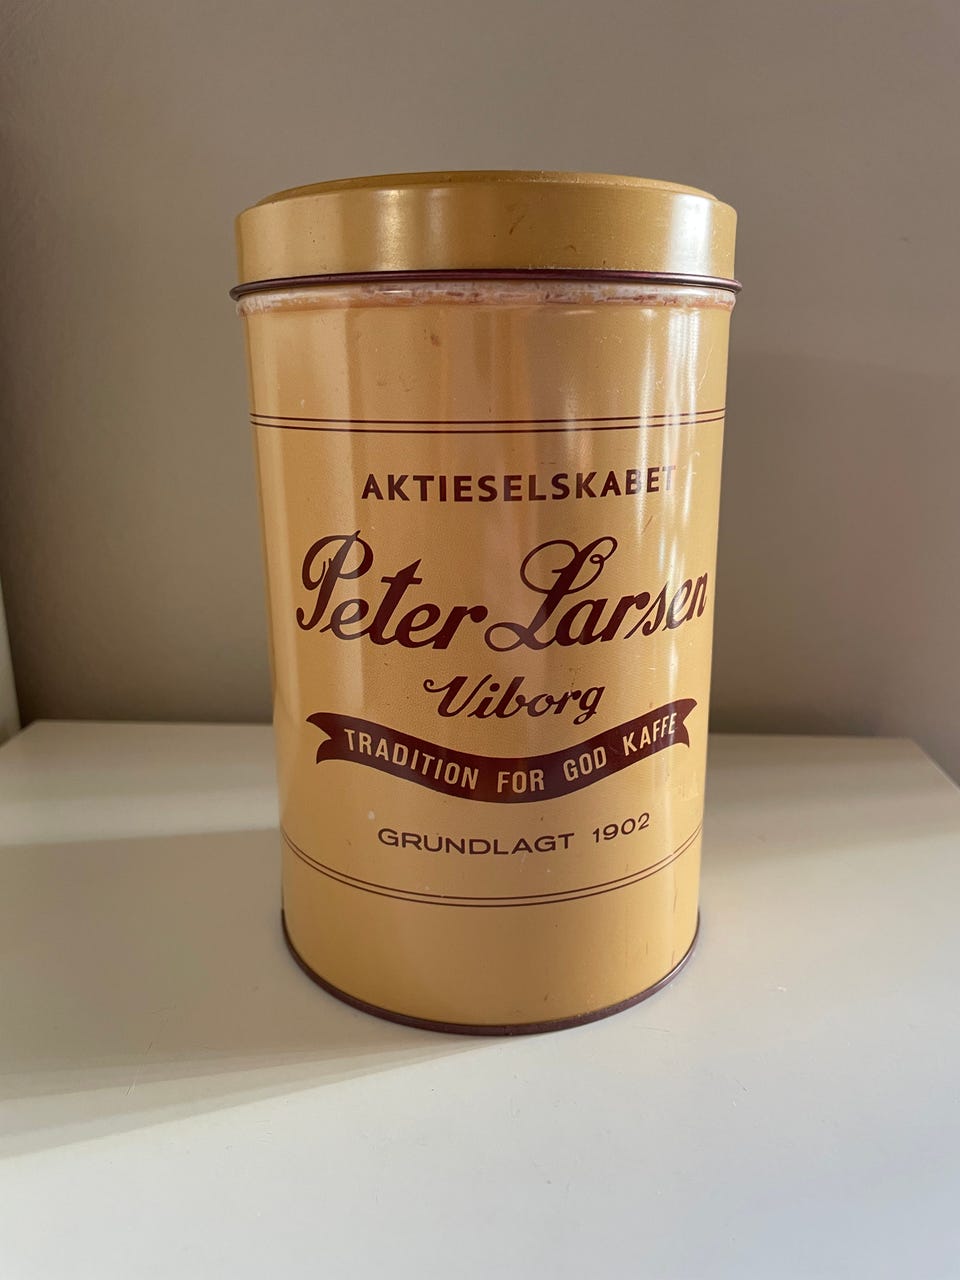 AKTIESELSKABET
Peter Larsen
Viborg
TRADITION FOR GOD KAFFE
GRUNDLAGT 1902